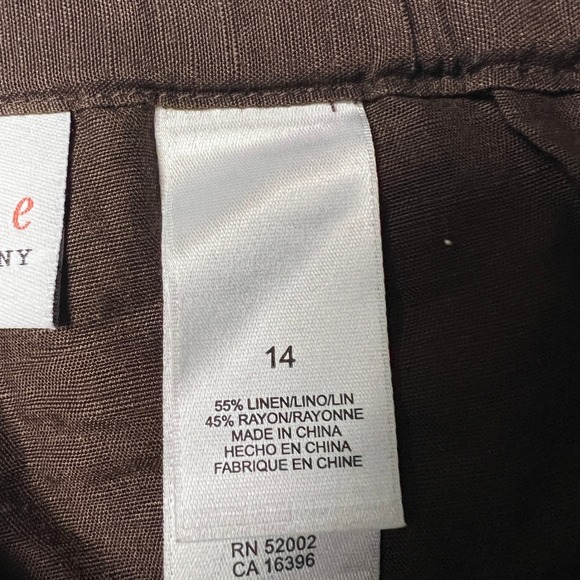 e
NY
14
55% LINEN/LINO/LIN
45% RAYON/RAYONNE
MADE IN CHINA
HECHO EN CHINA
FABRIQUE EN CHINE
RN 52002
CA 16396